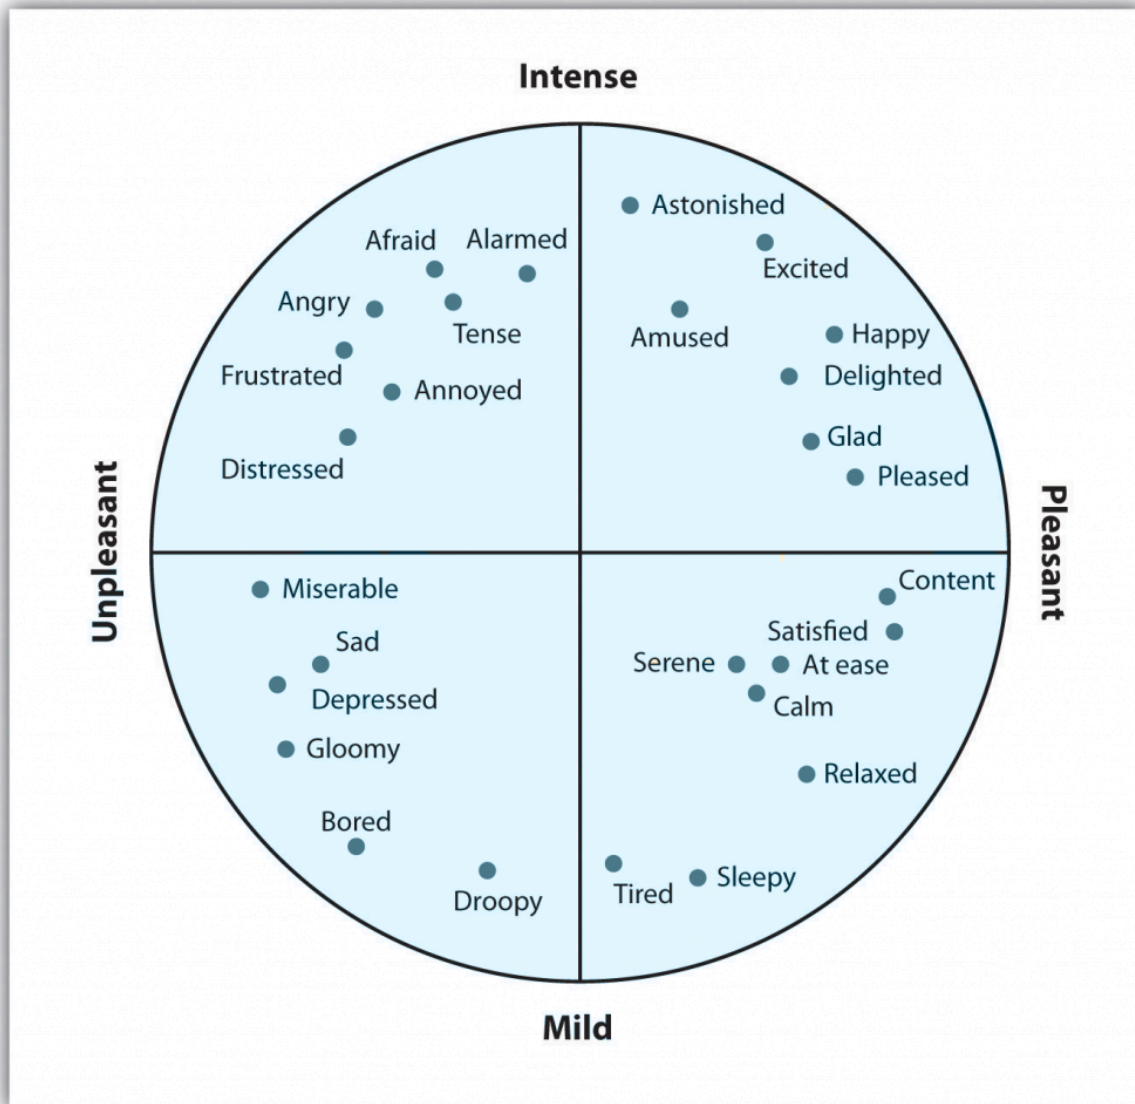 Intense
Astonished
Afraid
Alarmed
Excited
Angry
Tense
Amused
Happy
Frustrated
Delighted
Annoyed
Glad
Distressed
Pleased
Unpleasant
Pleasant
Content
Miserable
Satisfied
Sad
Serene
At ease
Depressed
Calm
Gloomy
Relaxed
Bored
Sleepy
Tired
Droopy
Mild